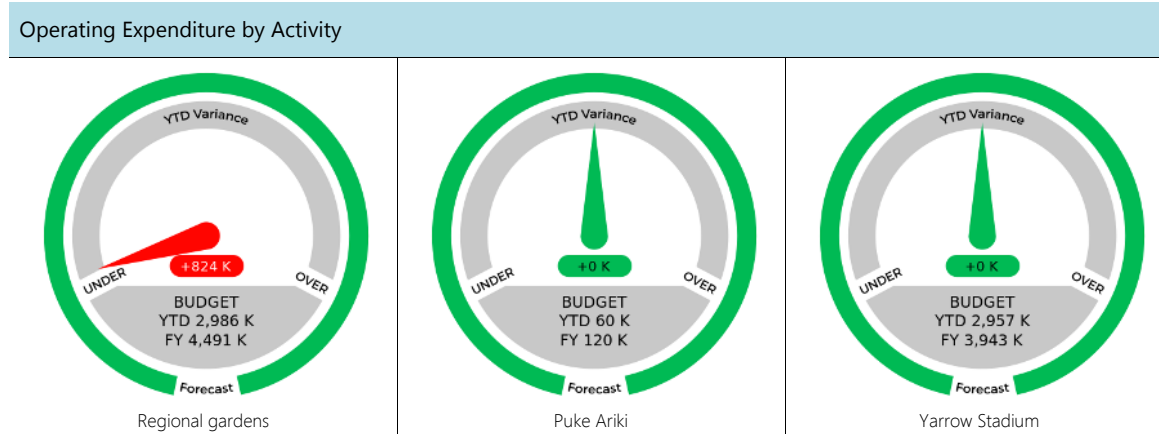 Operating Expenditure by Activity
YTD Variance
+824 K
UNDER
OVER
BUDGET
YTD 2,986 K
FY 4,491 K
Forecast
Regional gardens
YTD Variance
+0 K
UNDER
OVER
BUDGET
YTD 60 K
FY 120 K
Forecast
Puke Ariki
YTD Variance
+0 K
UNDER
OVER
BUDGET
YTD 2,957 K
FY 3,943 K
Forecast
Yarrow Stadium